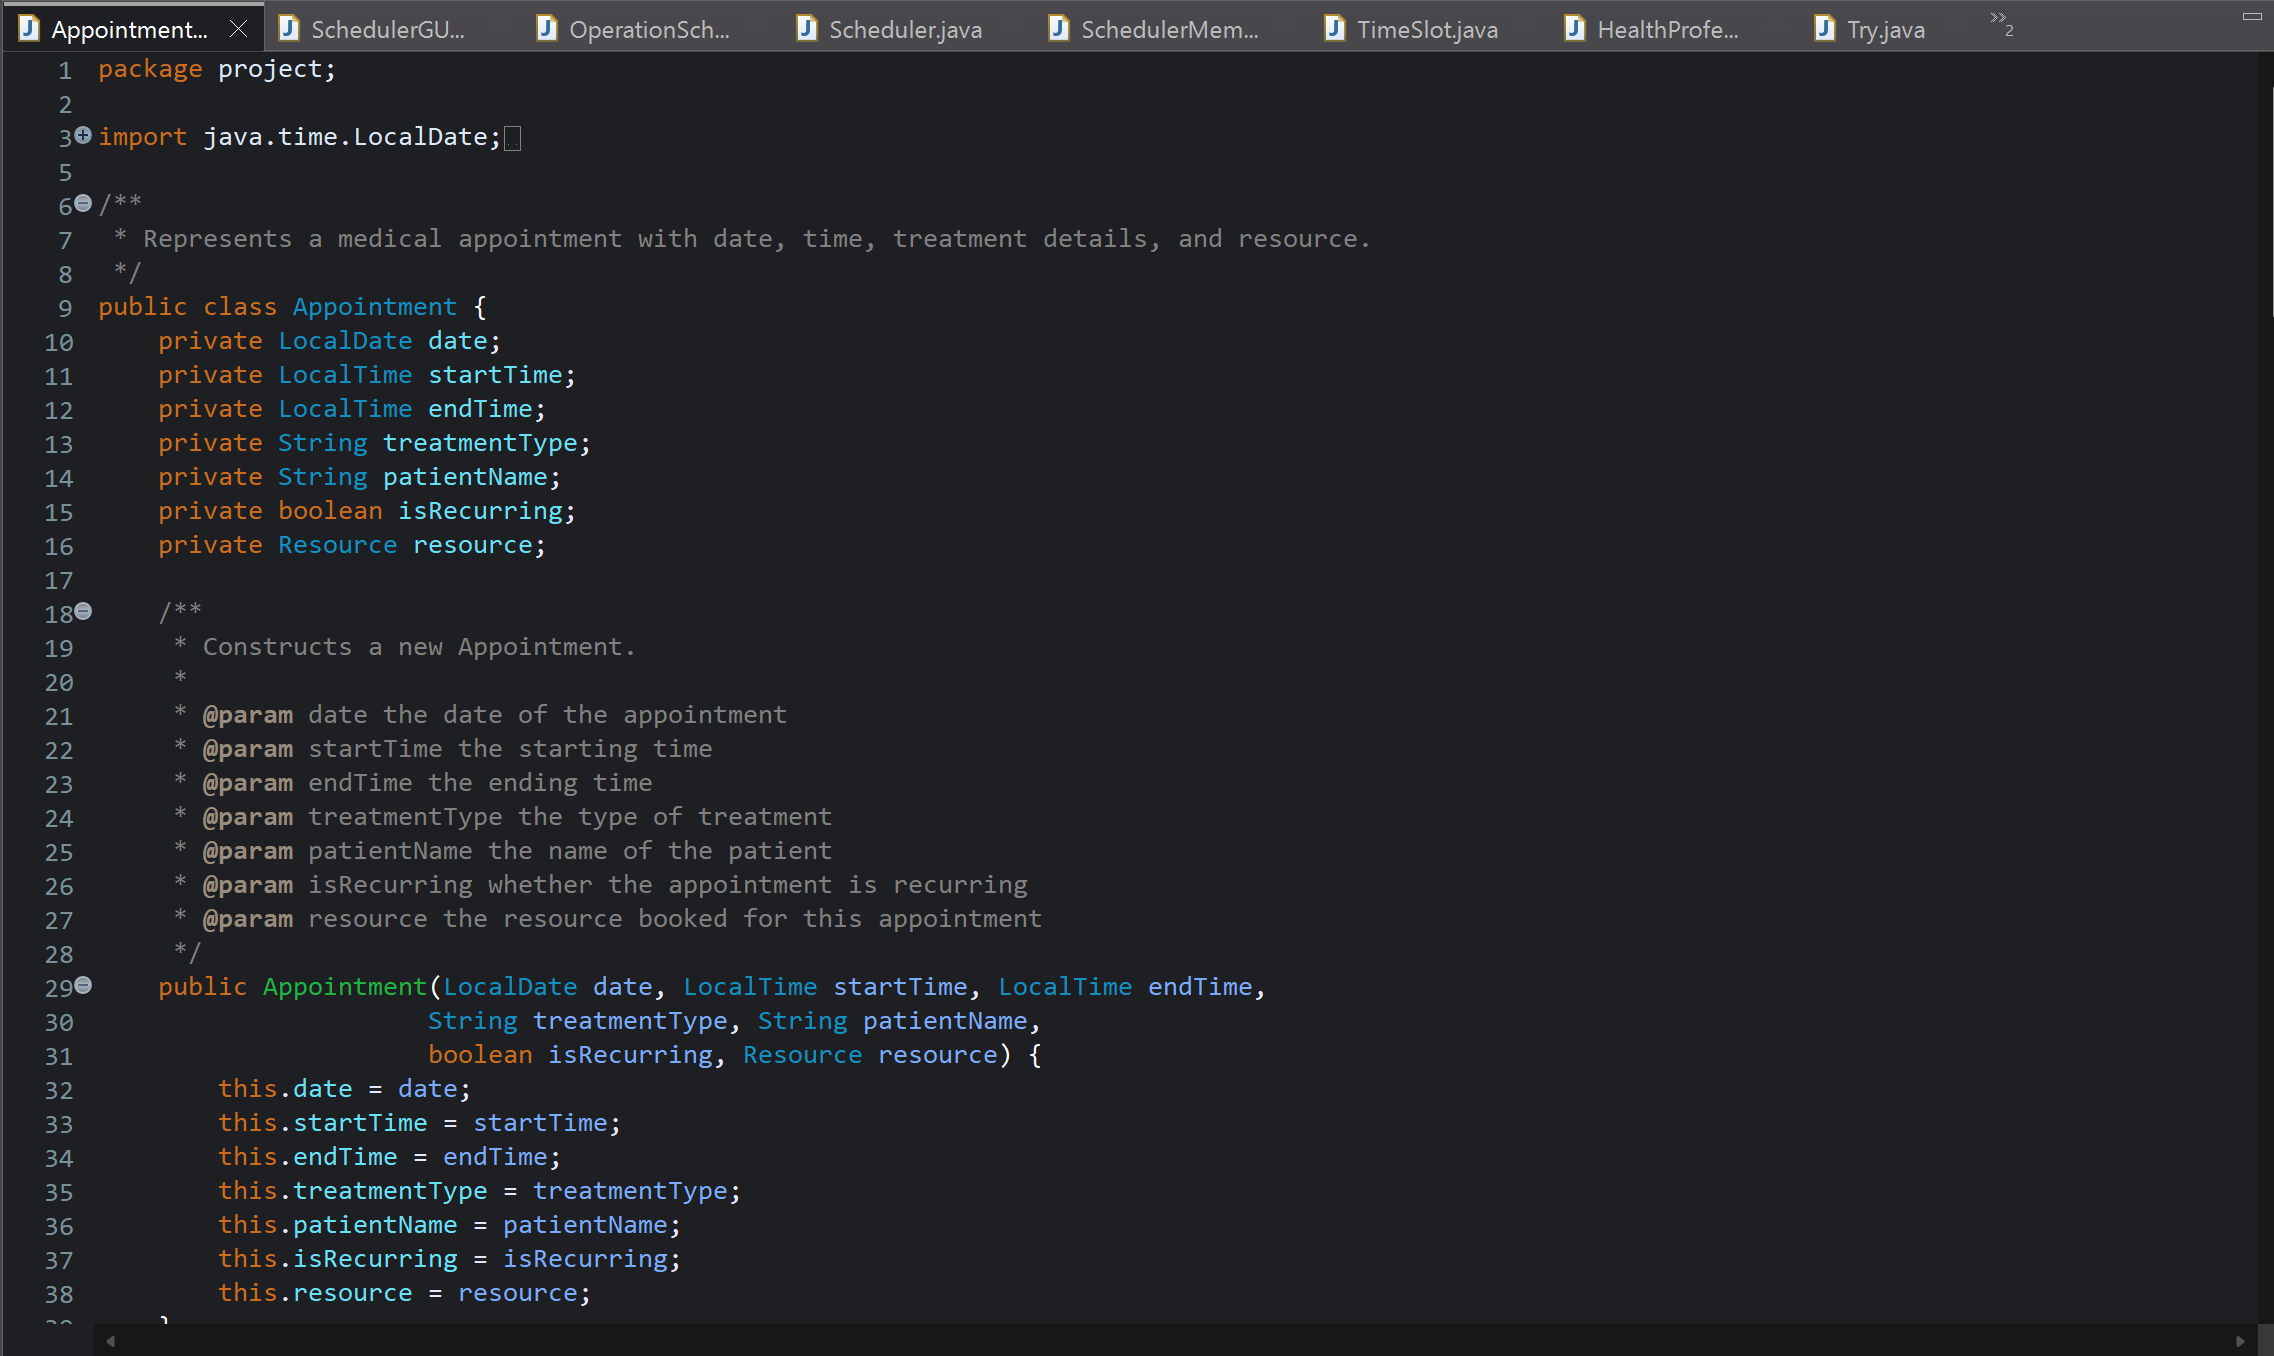 Appointment... SchedulerGU... OperationSch... Scheduler.java SchedulerMem... TimeSlot.java HealthProfe... Try.java »2
1 package project;
2
3 import java.time.LocalDate;
5
6 /**
7 * Represents a medical appointment with date, time, treatment details, and resource.
8 */
9 public class Appointment {
10 private LocalDate date;
11 private LocalTime startTime;
12 private LocalTime endTime;
13 private String treatmentType;
14 private String patientName;
15 private boolean isRecurring;
16 private Resource resource;
17
18 /**
19 * Constructs a new Appointment.
20 *
21 * @param date the date of the appointment
22 * @param startTime the starting time
23 * @param endTime the ending time
24 * @param treatmentType the type of treatment
25 * @param patientName the name of the patient
26 * @param isRecurring whether the appointment is recurring
27 * @param resource the resource booked for this appointment
28 */
29 public Appointment(LocalDate date, LocalTime startTime, LocalTime endTime,
30 String treatmentType, String patientName,
31 boolean isRecurring, Resource resource) {
32 this.date = date;
33 this.startTime = startTime;
34 this.endTime = endTime;
35 this.treatmentType = treatmentType;
36 this.patientName = patientName;
37 this.isRecurring = isRecurring;
38 this.resource = resource;